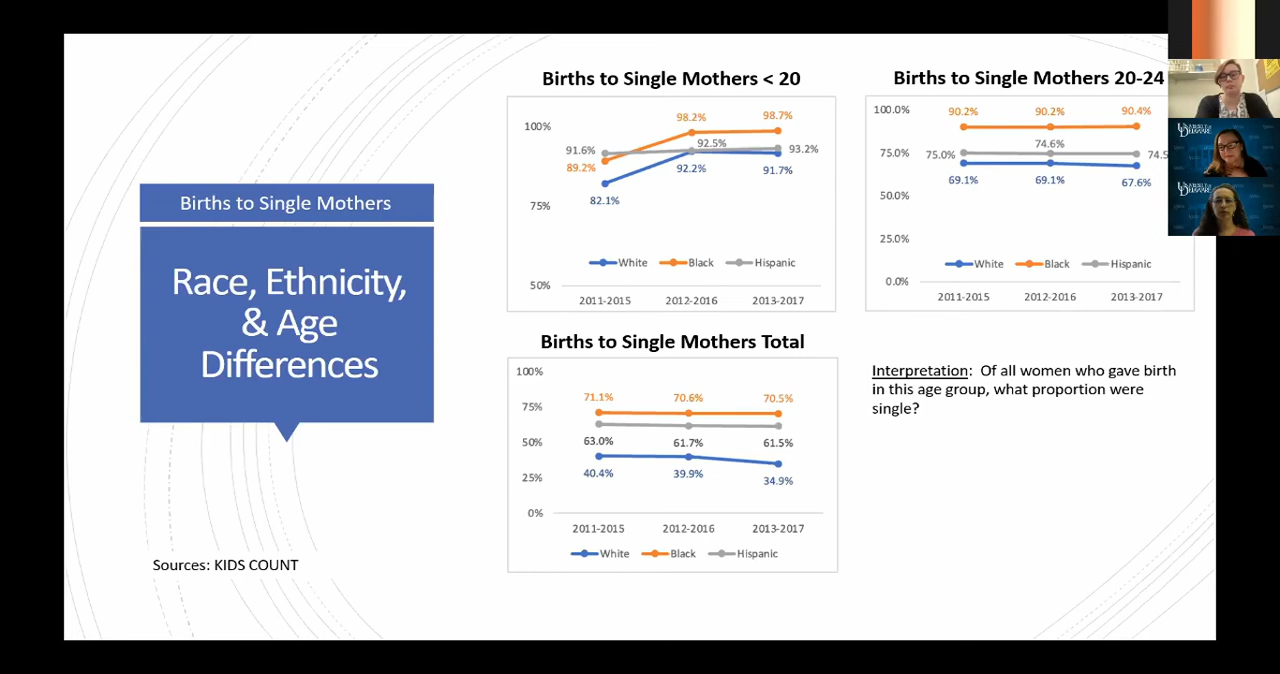 Births to Single Mothers
Race, Ethnicity,
& Age
Differences
Sources: KIDS COUNT
Births to Single Mothers < 20
100%
75%
50%
91.6%
89.2%
82.1%
98.2%
92.5%
92.2%
98.7%
93.2%
91.7%
White Black Hispanic
2011-2015 2012-2016 2013-2017
Births to Single Mothers 20-24
100.0%
75.0%
50.0%
25.0%
0.0%
90.2% 90.2% 90.4%
75.0% 74.6% 74.5
69.1% 69.1% 67.6%
White Black Hispanic
2011-2015 2012-2016 2013-2017
Births to Single Mothers Total
100%
75%
50%
25%
0%
71.1% 70.6% 70.5%
63.0% 61.7% 61.5%
40.4% 39.9% 34.9%
2011-2015 2012-2016 2013-2017
White Black Hispanic
Interpretation: Of all women who gave birth
in this age group, what proportion were
single?